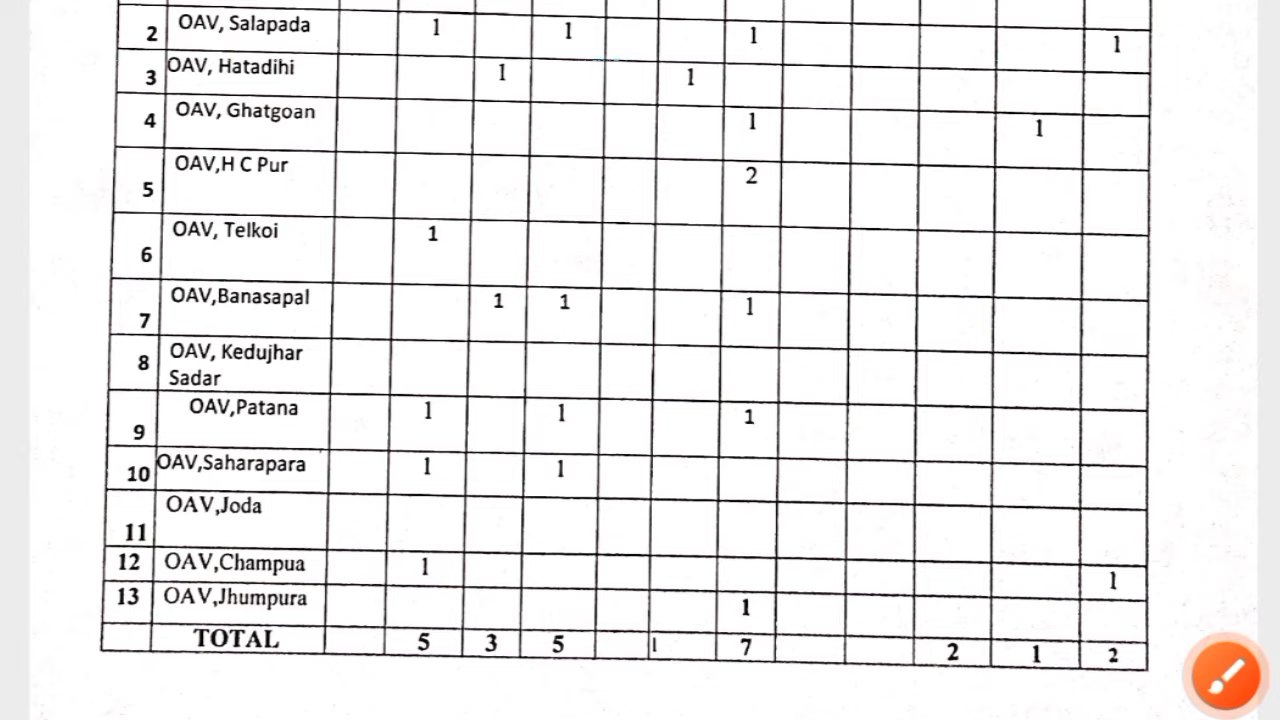 2 OAV, Salapada 1 1 1 1
3 OAV, Hatadihi 1 1
4 OAV, Ghatgoan 1 1
5 OAV,H C Pur 2
6 OAV, Telkoi 1
7 OAV,Banasapal 1 1 1
8 OAV, Kedujhar
Sadar
9 OAV,Patana 1 1 1
10 OAV,Saharapara 1 1
11 OAV,Joda
12 OAV,Champua 1 1
13 OAV,Jhumpura 1
TOTAL 5 3 5 1 7 2 1 2